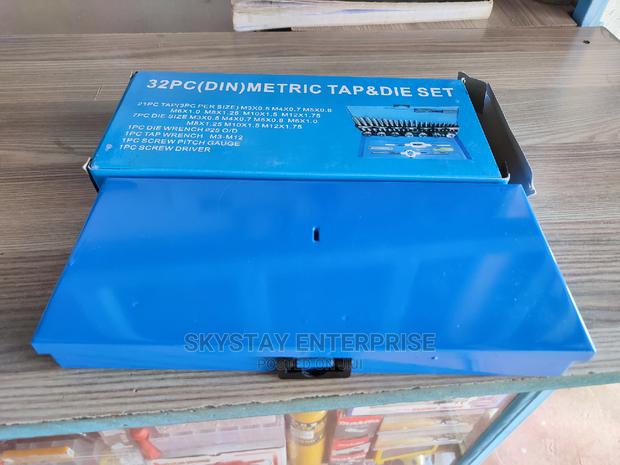 32PC(DIN)METRIC TAP&DIE SET
21PC TAP(3PC PER SIZE) M3X0.5 M4X0.7 M5X0.8
M6X1.0 M8X1.25 M10X1.5 M12X1.75
7PC DIE SIZE M3X0.5 M4X0.7 M5X0.8 M6X1.0
M8X1.25 M10X1.5 M12X1.75
1PC DIE WRENCH Ø25 O/D
1PC TAP WRENCH M3-M12
1PC SCREW PITCH GAUGE
1PC SCREW DRIVER
SKYSTAY ENTERPRISE
POSTED ON JIJI